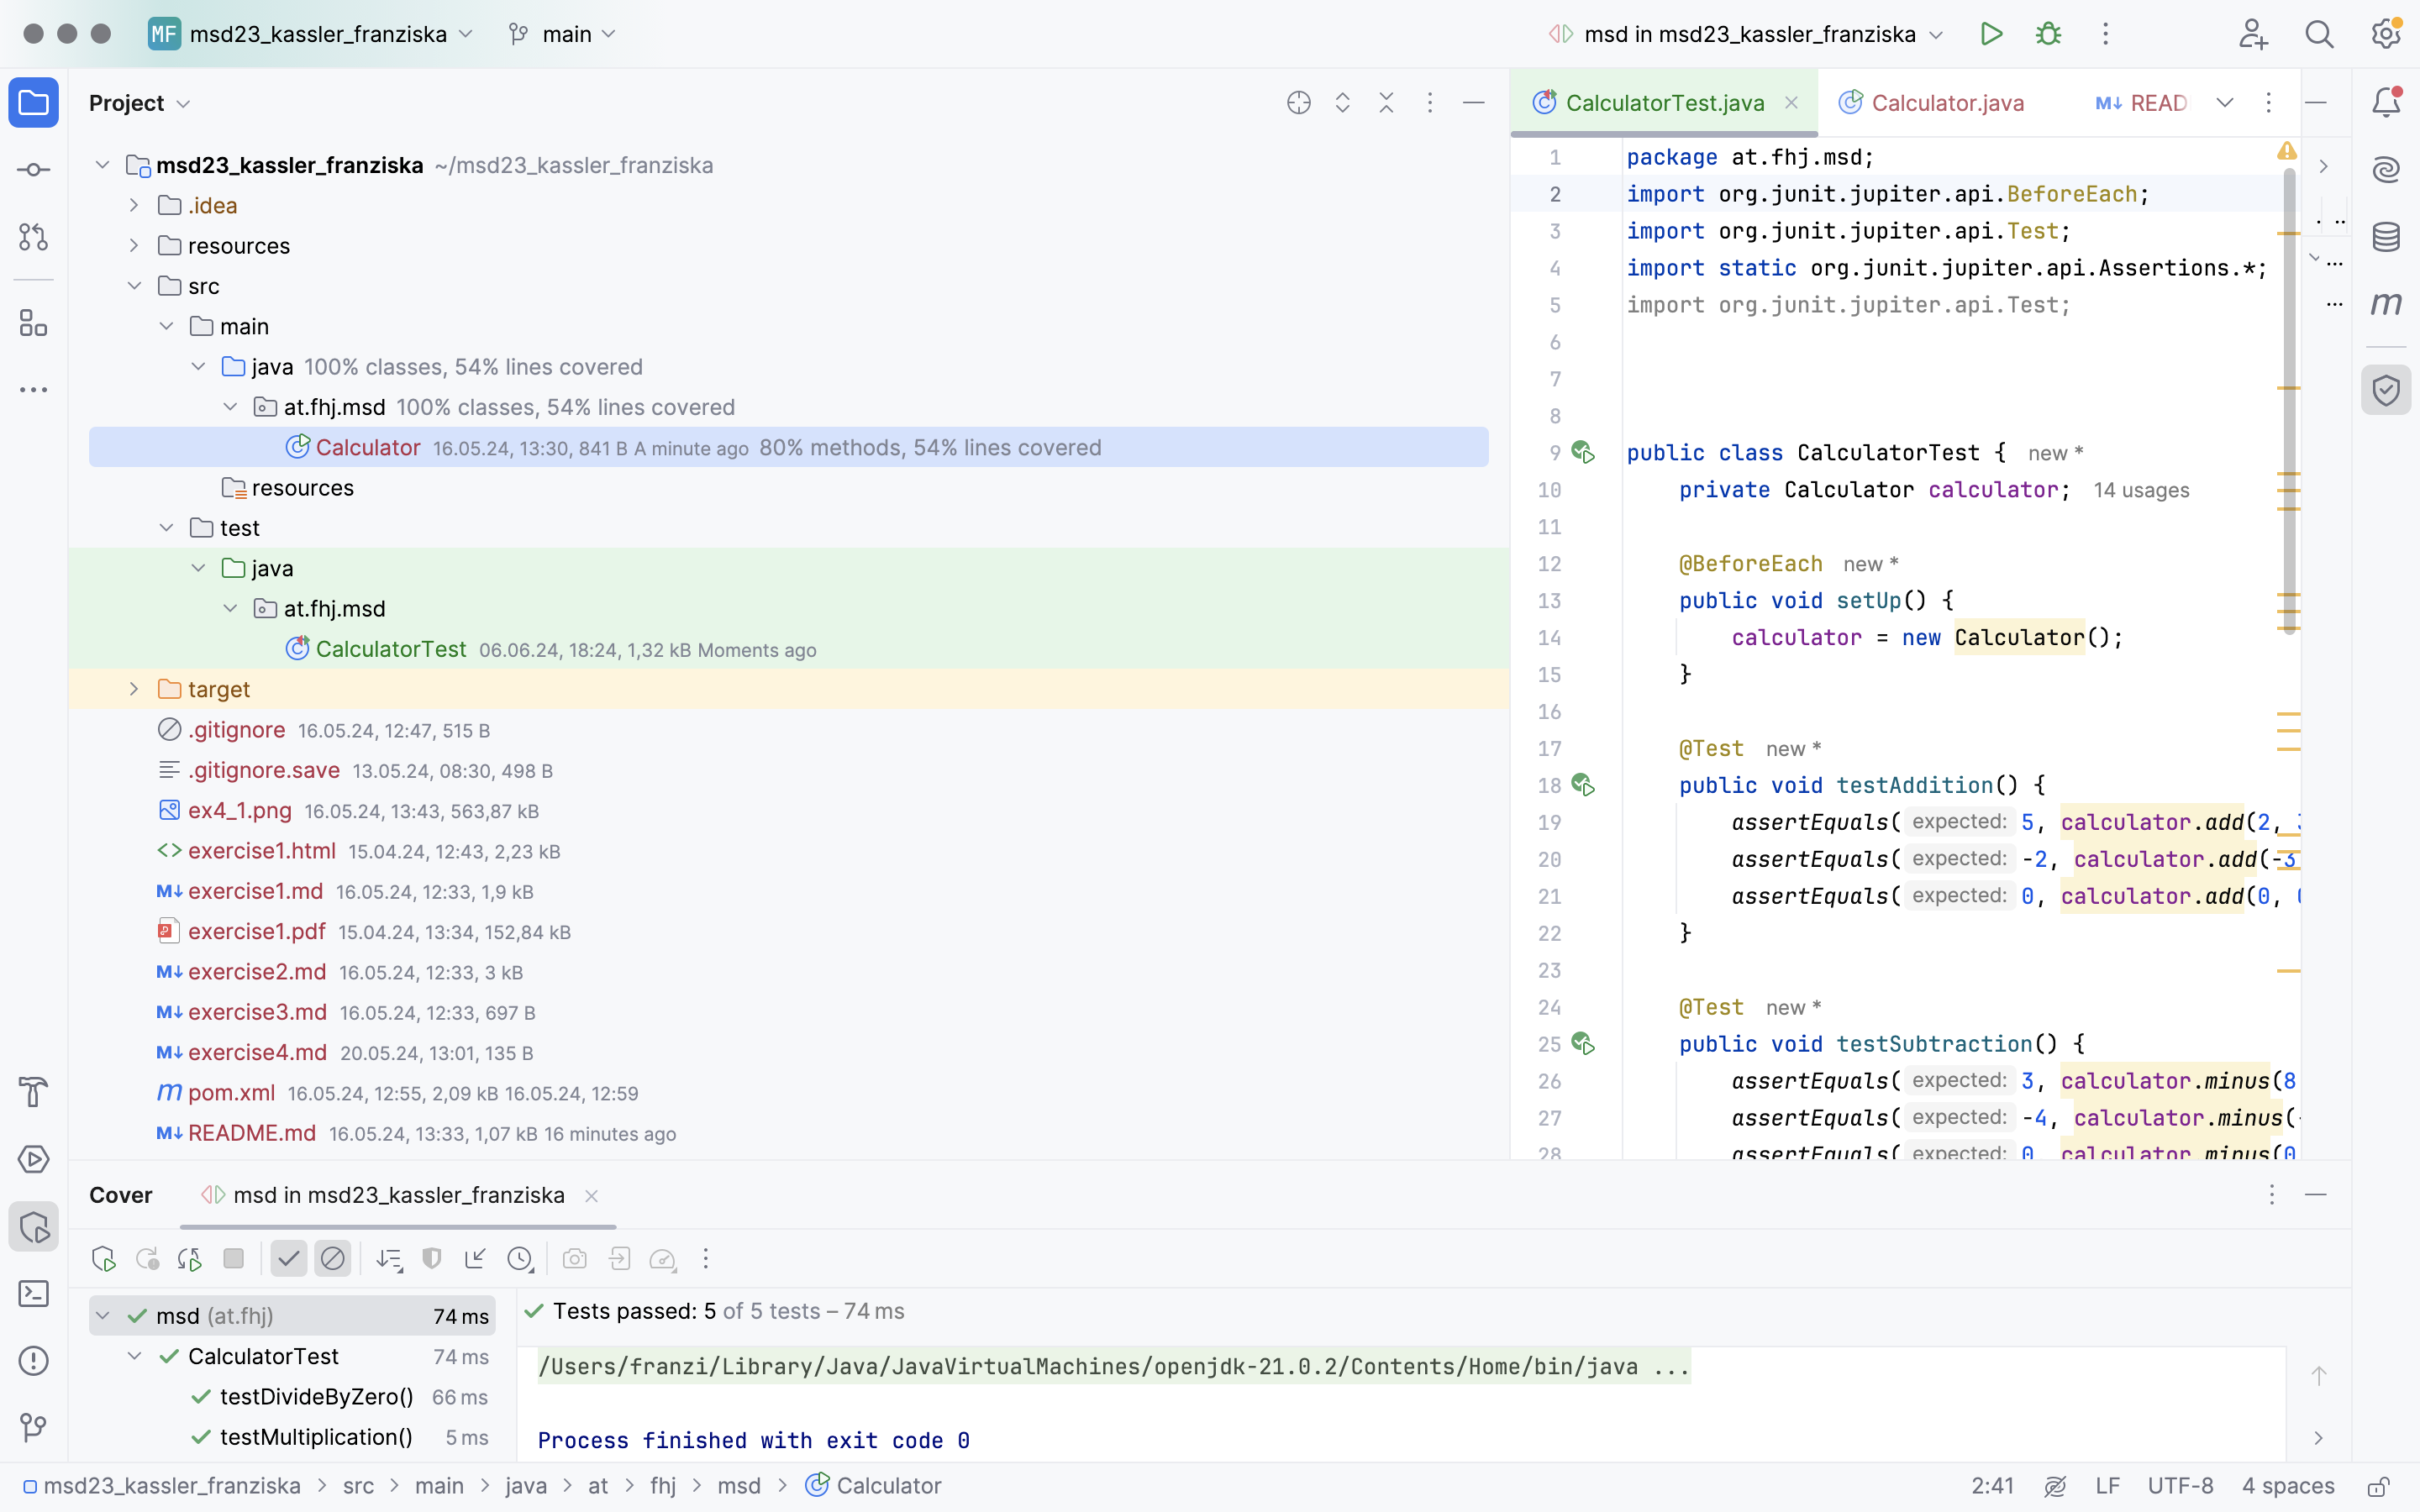 MF msd23_kassler_franziska main msd in msd23_kassler_franziska
Project
msd23_kassler_franziska ~/msd23_kassler_franziska
.idea
resources
src
main
java 100% classes, 54% lines covered
at.fhj.msd 100% classes, 54% lines covered
Calculator 16.05.24, 13:30, 841 B A minute ago 80% methods, 54% lines covered
resources
test
java
at.fhj.msd
CalculatorTest 06.06.24, 18:24, 1,32 kB Moments ago
target
.gitignore 16.05.24, 12:47, 515 B
.gitignore.save 13.05.24, 08:30, 498 B
ex4_1.png 16.05.24, 13:43, 563,87 kB
exercise1.html 15.04.24, 12:43, 2,23 kB
M↓ exercise1.md 16.05.24, 12:33, 1,9 kB
exercise1.pdf 15.04.24, 13:34, 152,84 kB
M↓ exercise2.md 16.05.24, 12:33, 3 kB
M↓ exercise3.md 16.05.24, 12:33, 697 B
M↓ exercise4.md 20.05.24, 13:01, 135 B
m pom.xml 16.05.24, 12:55, 2,09 kB 16.05.24, 12:59
M↓ README.md 16.05.24, 13:33, 1,07 kB 16 minutes ago
CalculatorTest.java Calculator.java M↓ READ
1 package at.fhj.msd;
2 import org.junit.jupiter.api.BeforeEach;
3 import org.junit.jupiter.api.Test;
4 import static org.junit.jupiter.api.Assertions.*;
5 import org.junit.jupiter.api.Test;
6
7
8
9 public class CalculatorTest { new *
10 private Calculator calculator; 14 usages
11
12 @BeforeEach new *
13 public void setUp() {
14 calculator = new Calculator();
15 }
16
17 @Test new *
18 public void testAddition() {
19 assertEquals( expected: 5, calculator.add(2,
20 assertEquals( expected: -2, calculator.add(-3
21 assertEquals( expected: 0, calculator.add(0,
22 }
23
24 @Test new *
25 public void testSubtraction() {
26 assertEquals( expected: 3, calculator.minus(8
27 assertEquals( expected: -4, calculator.minus(
28 assertEquals( expected: 0, calculator.minus(0
m
Cover msd in msd23_kassler_franziska
msd (at.fhj) 74 ms
CalculatorTest 74 ms
testDivideByZero() 66 ms
testMultiplication() 5 ms
Tests passed: 5 of 5 tests – 74 ms
/Users/franzi/Library/Java/JavaVirtualMachines/openjdk-21.0.2/Contents/Home/bin/java ...
Process finished with exit code 0
msd23_kassler_franziska > src > main > java > at > fhj > msd > Calculator 2:41 LF UTF-8 4 spaces